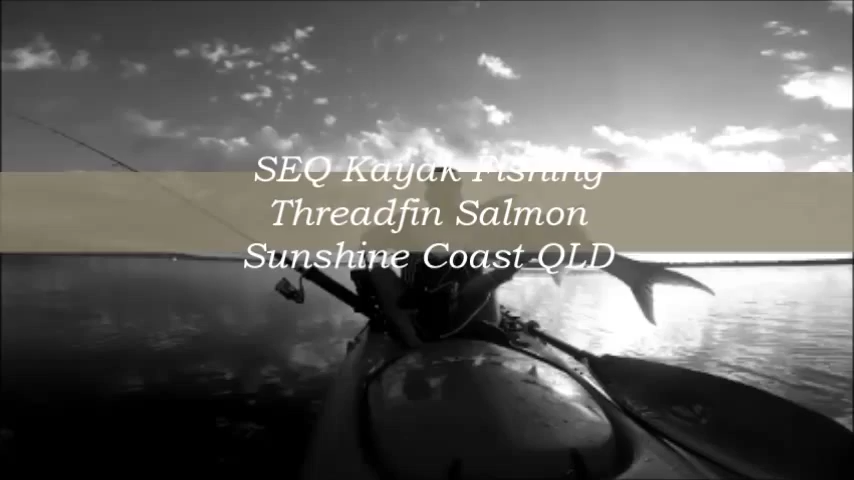 SEQ Kayak Fishing
Threadfin Salmon
Sunshine Coast QLD